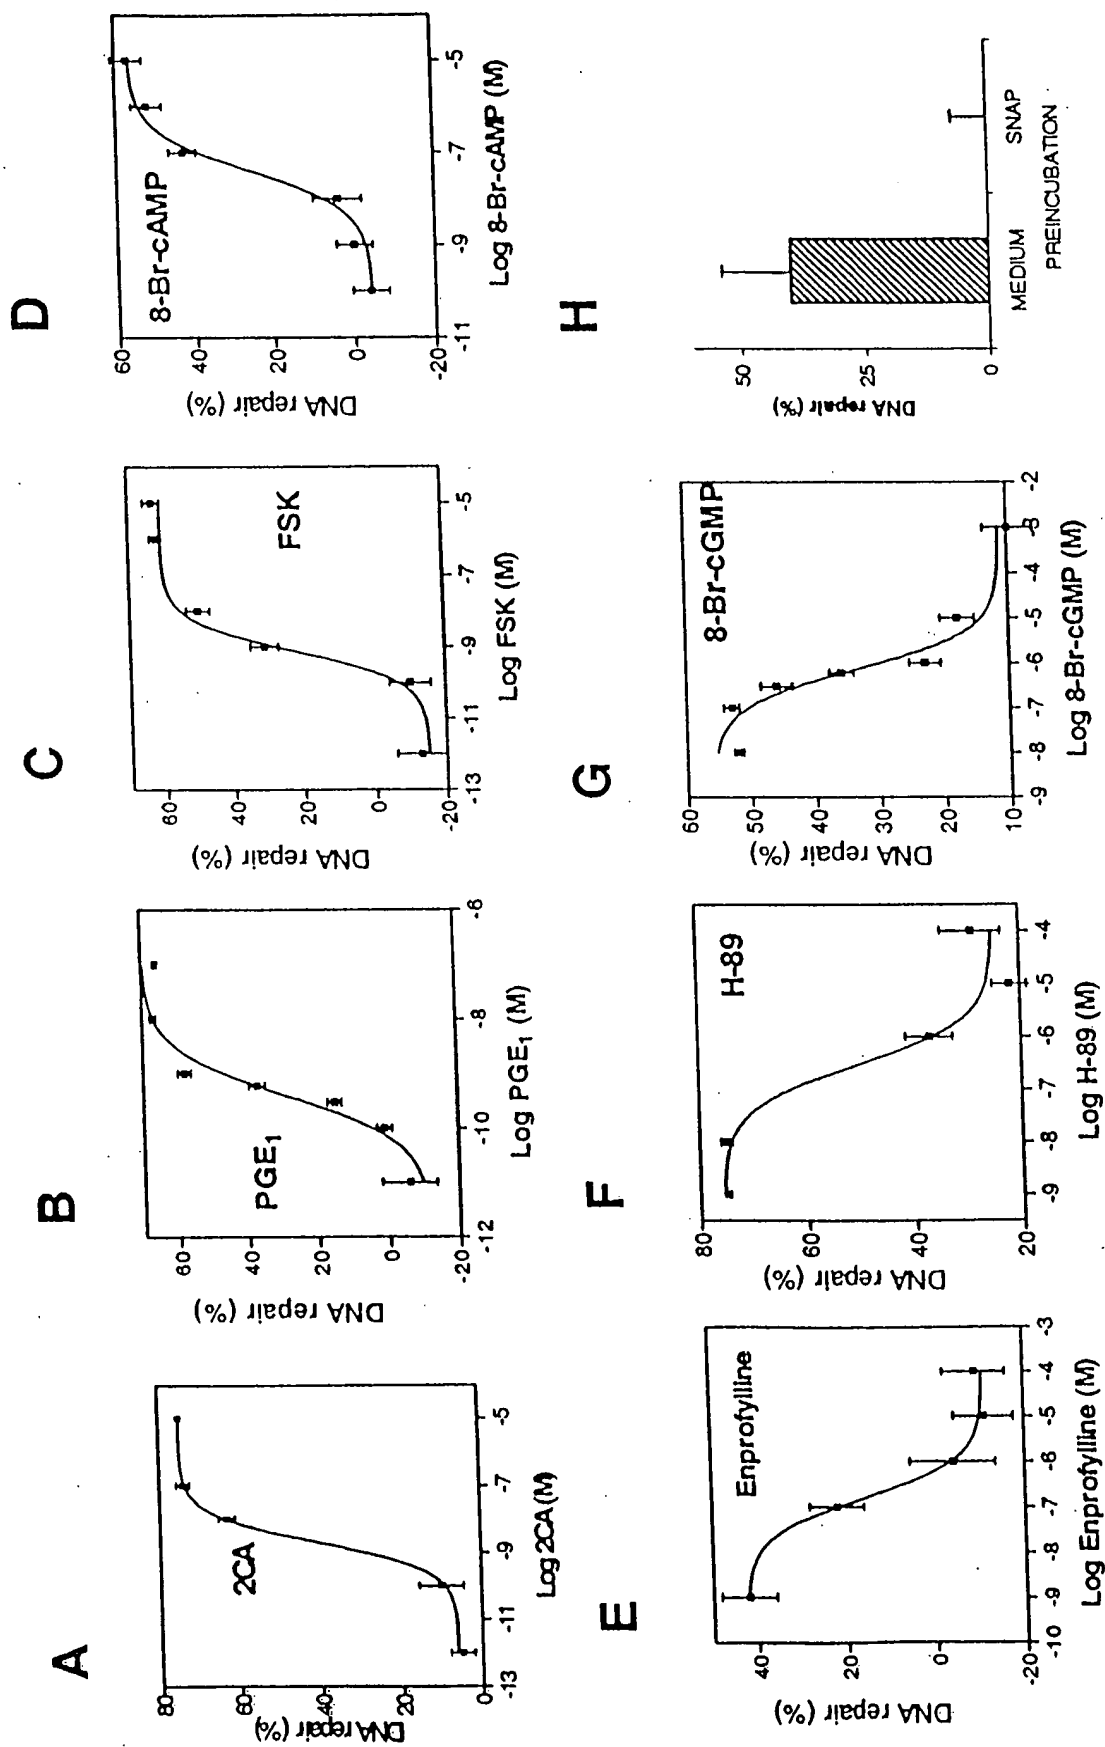 A
DNA repair (%)
80
60
40
20
0
2CA
-13
-11
-9
-7
-5
Log 2CA (M)
B
DNA repair (%)
60
40
20
0
-20
PGE1
-12
-10
-8
-6
Log PGE1 (M)
C
DNA repair (%)
60
40
20
0
-20
FSK
-13
-11
-9
-7
-5
Log FSK (M)
D
DNA repair (%)
60
40
20
0
-20
8-Br-cAMP
-11
-9
-7
-5
Log 8-Br-cAMP (M)
E
DNA repair (%)
40
20
0
-20
Enprofylline
-10
-9
-8
-7
-6
-5
-4
-3
Log Enprofylline (M)
F
DNA repair (%)
80
60
40
20
H-89
-9
-8
-7
-6
-5
-4
Log H-89 (M)
G
DNA repair (%)
60
50
40
30
20
10
8-Br-cGMP
-9
-8
-7
-6
-5
-4
-3
-2
Log 8-Br-cGMP (M)
H
DNA repair (%)
50
25
0
MEDIUM SNAP
PREINCUBATION